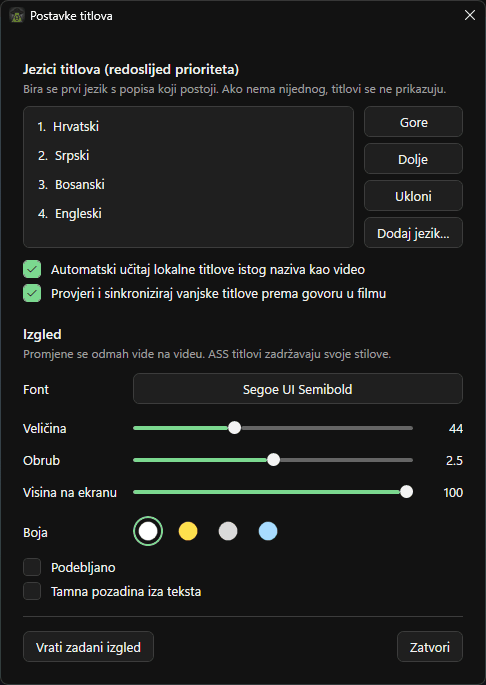 Postavke titlova
Jezici titlova (redoslijed prioriteta)
Bira se prvi jezik s popisa koji postoji. Ako nema nijednog, titlovi se ne prikazuju.
1. Hrvatski
2. Srpski
3. Bosanski
4. Engleski
Gore
Dolje
Ukloni
Dodaj jezik...
Automatski učitaj lokalne titlove istog naziva kao video
Provjeri i sinkroniziraj vanjske titlove prema govoru u filmu
Izgled
Promjene se odmah vide na videu. ASS titlovi zadržavaju svoje stilove.
Font Segoe UI Semibold
Veličina 44
Obrub 2.5
Visina na ekranu 100
Boja
Podebljano
Tamna pozadina iza teksta
Vrati zadani izgled Zatvori